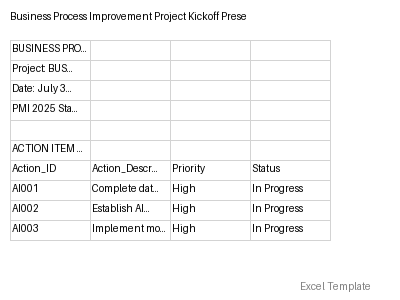 Business Process Improvement Project Kickoff Prese
BUSINESS PRO...
Project: BUS...
Date: July 3...
PMI 2025 Sta...
ACTION ITEM ...
Action_ID Action_Descr... Priority Status
AI001 Complete dat... High In Progress
AI002 Establish AI... High In Progress
AI003 Implement mo... High In Progress
Excel Template